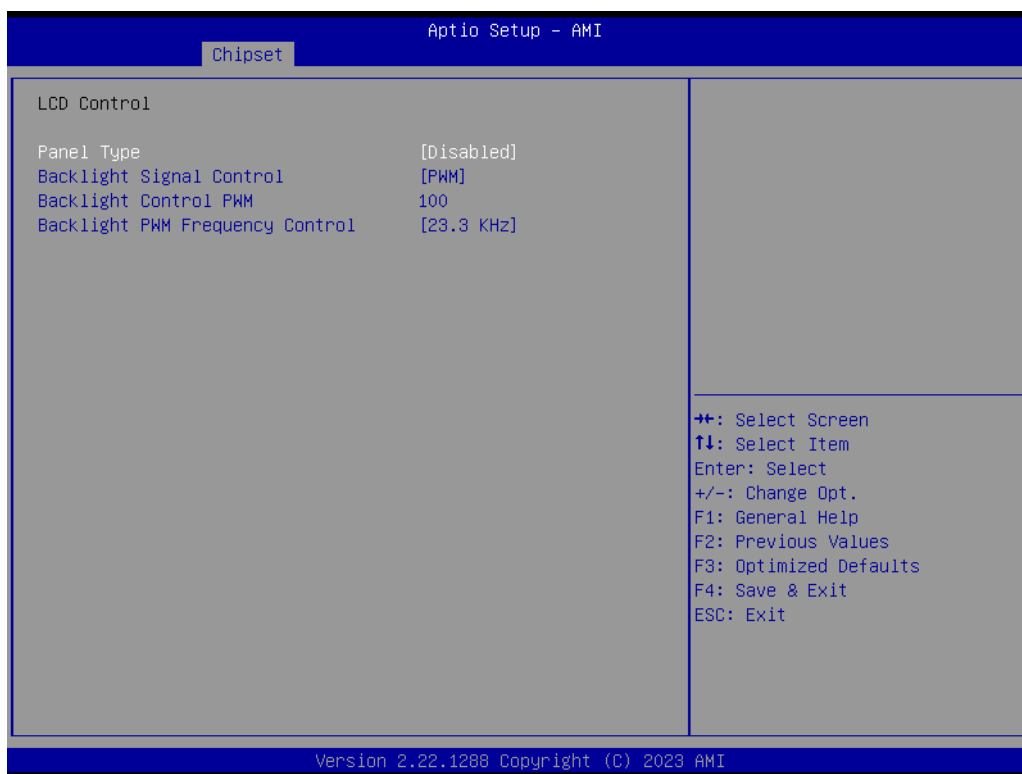 Aptio Setup – AMI
Chipset
LCD Control
Panel Type [Disabled]
Backlight Signal Control [PWM]
Backlight Control PWM 100
Backlight PWM Frequency Control [23.3 KHz]
→←: Select Screen
↑↓: Select Item
Enter: Select
+/-: Change Opt.
F1: General Help
F2: Previous Values
F3: Optimized Defaults
F4: Save & Exit
ESC: Exit
Version 2.22.1288 Copyright (C) 2023 AMI